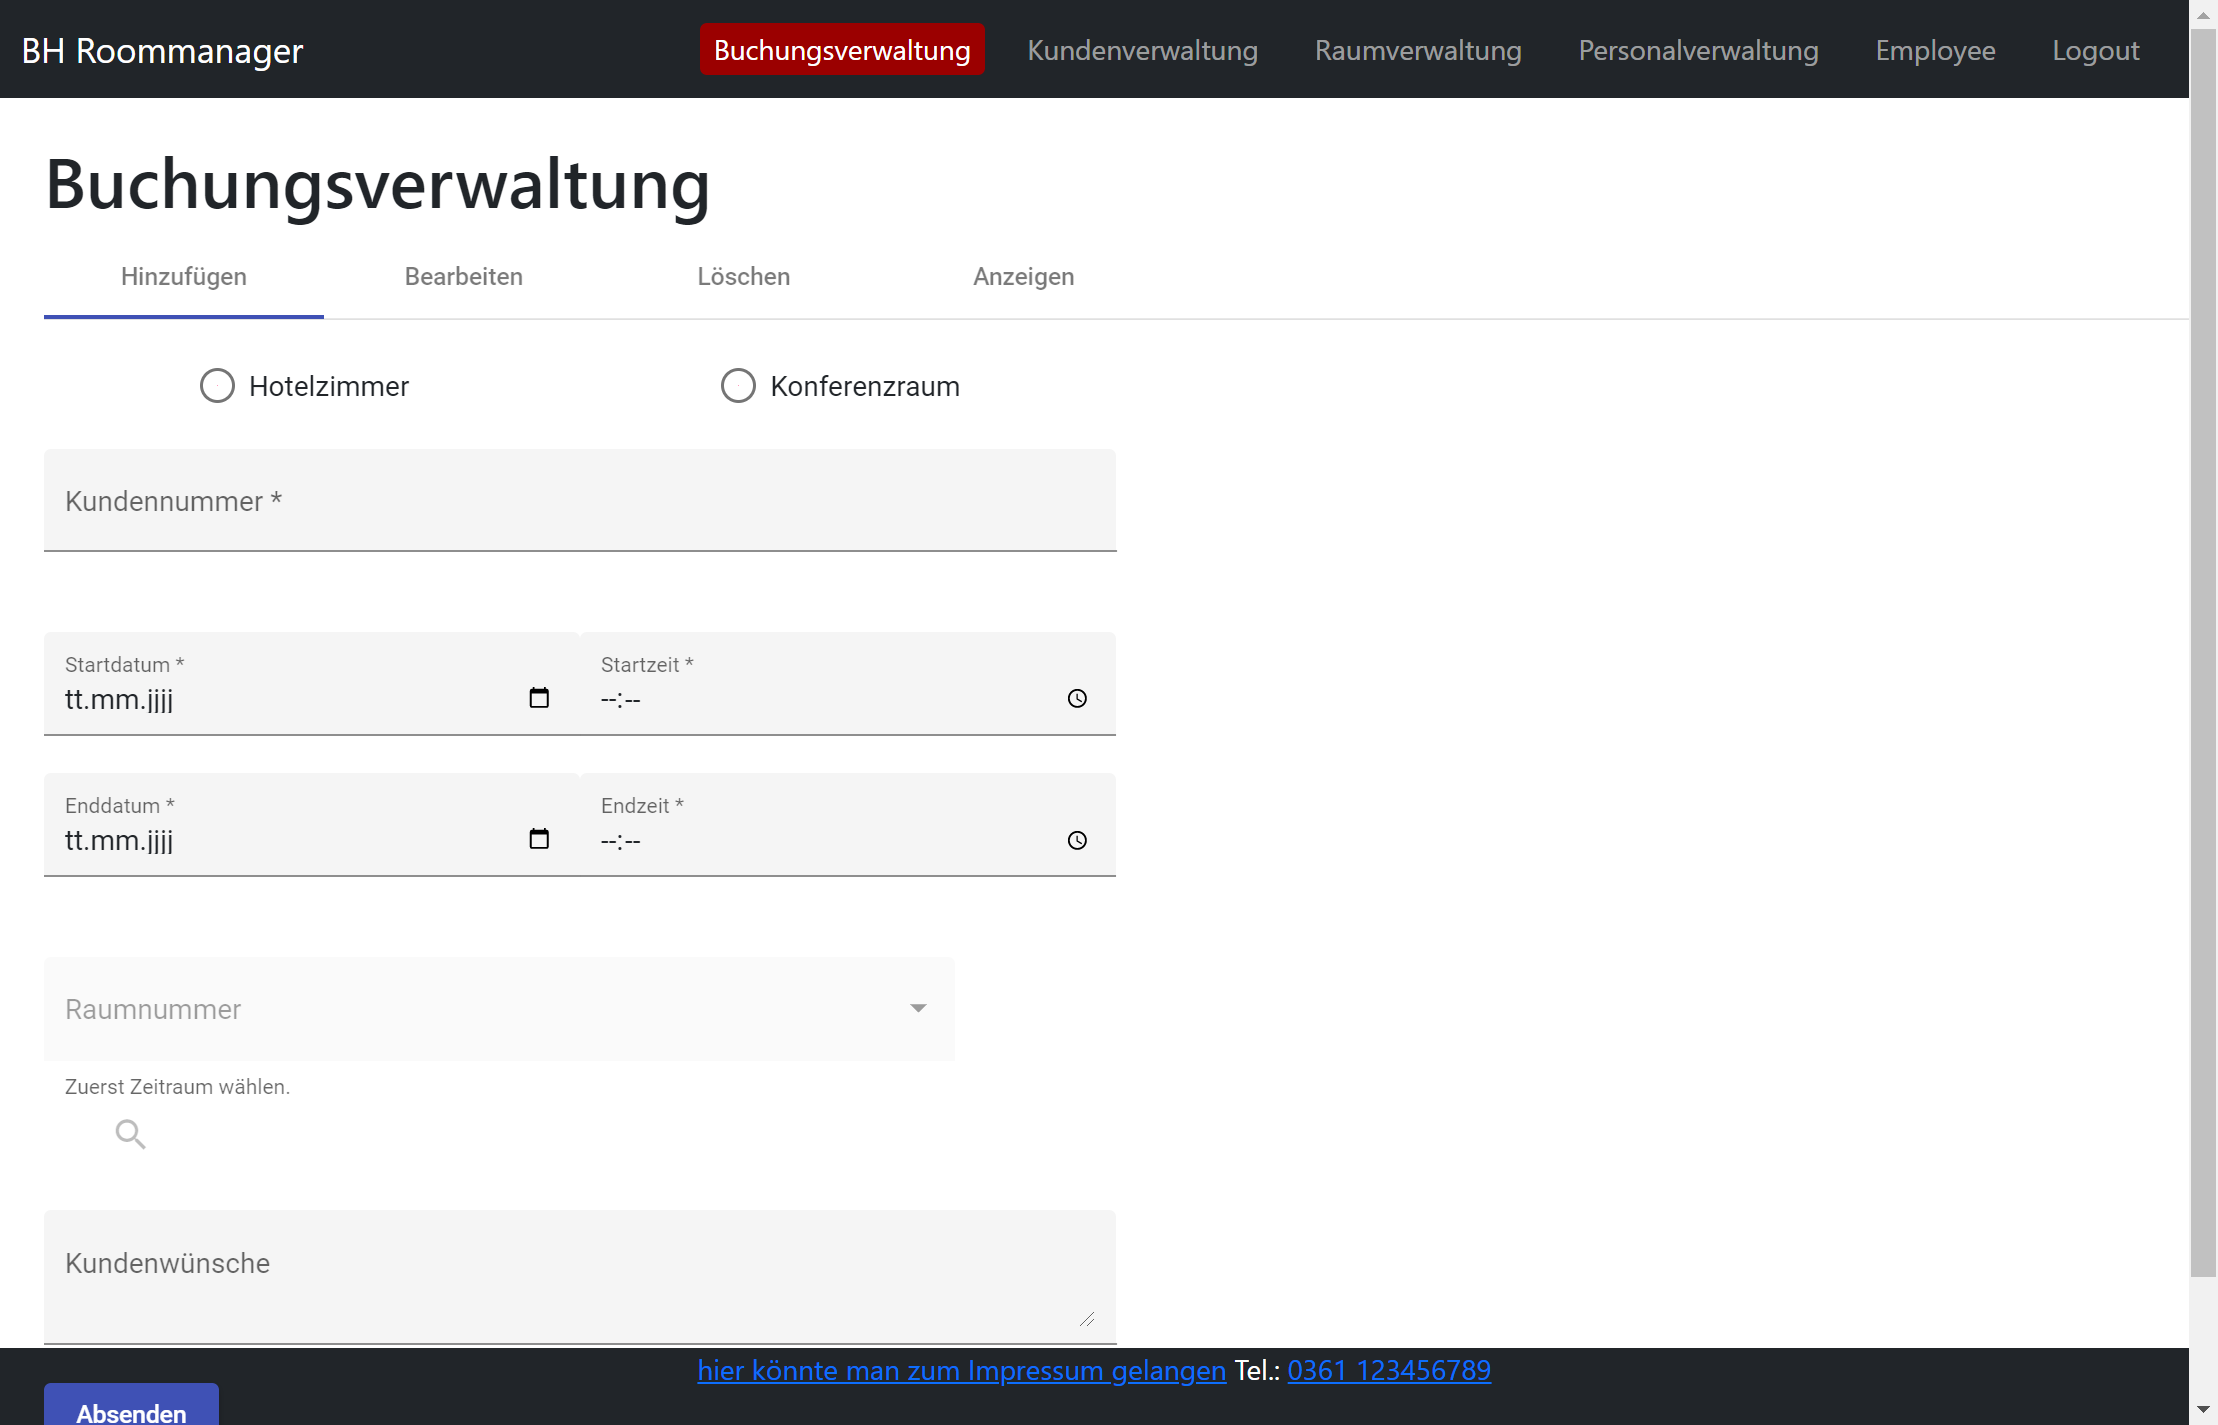 BH Roommanager Buchungsverwaltung Kundenverwaltung Raumverwaltung Personalverwaltung Employee Logout
Buchungsverwaltung
Hinzufügen Bearbeiten Löschen Anzeigen
Hotelzimmer Konferenzraum
Kundennummer *
Startdatum * Startzeit *
tt.mm.jjjj --:--
Enddatum * Endzeit *
tt.mm.jjjj --:--
Raumnummer
Zuerst Zeitraum wählen.
Kundenwünsche
hier könnte man zum Impressum gelangen Tel.: 0361 123456789
Absenden